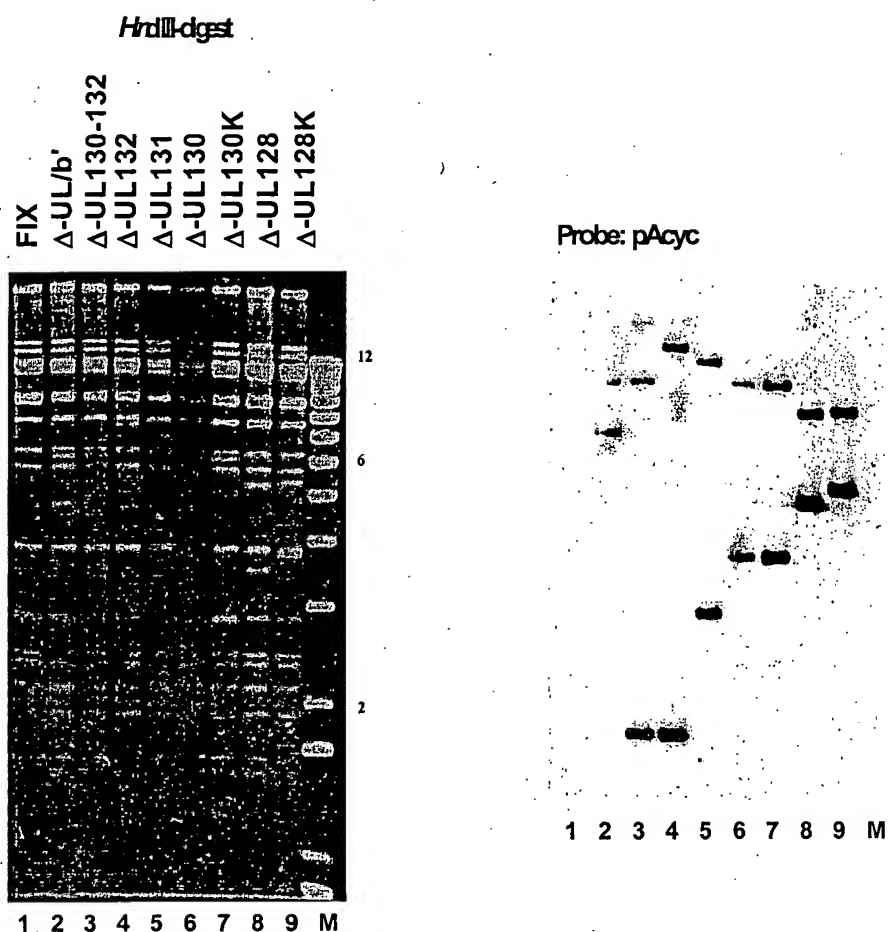 HindIII-digest
FIX
Δ-UL/b'
Δ-UL130-132
Δ-UL132
Δ-UL131
Δ-UL130
Δ-UL130K
Δ-UL128
Δ-UL128K
12
6
2
1 2 3 4 5 6 7 8 9 M
Probe: pAcyc
1 2 3 4 5 6 7 8 9 M